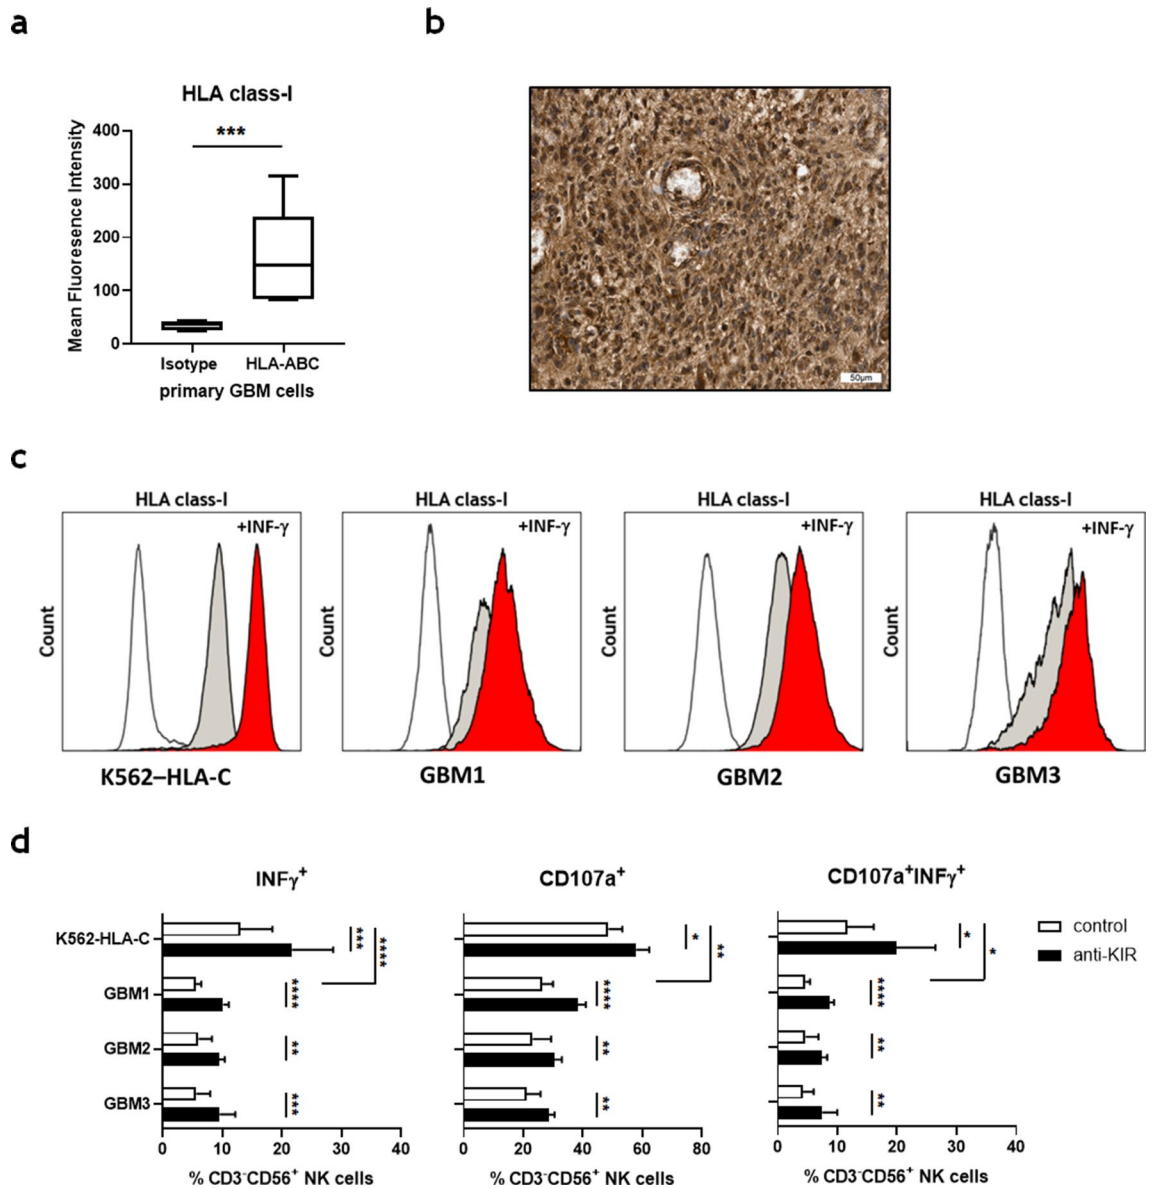 a
b
HLA class-I
***
400
300
200
100
0
Mean Fluoresence Intensity
Isotype
HLA-ABC
primary GBM cells
50µm
c
HLA class-I
+INF-γ
Count
K562–HLA-C
HLA class-I
+INF-γ
Count
GBM1
HLA class-I
+INF-γ
Count
GBM2
HLA class-I
+INF-γ
Count
GBM3
d
INFγ+
K562-HLA-C
GBM1
GBM2
GBM3
***
****
****
**
***
0 10 20 30 40
% CD3-CD56+ NK cells
CD107a+
*
**
****
**
**
0 20 40 60 80
% CD3-CD56+ NK cells
CD107a+INFγ+
*
*
****
**
**
0 10 20 30 40
% CD3-CD56+ NK cells
control
anti-KIR